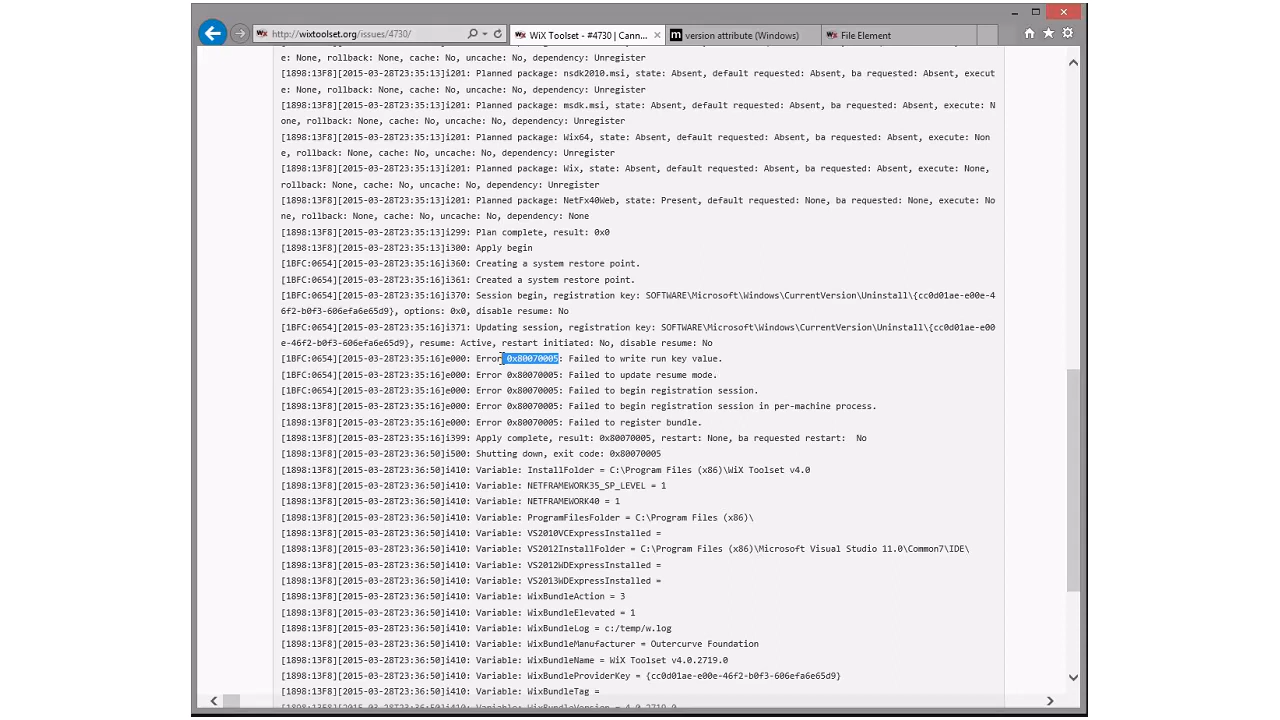 http://wixtoolset.org/issues/4730/
WiX Toolset - #4730 | Cann...
version attribute (Windows)
File Element
e: None, rollback: None, cache: No, uncache: No, dependency: Unregister
[1898:13F8][2015-03-28T23:35:13]i201: Planned package: nsdk2010.msi, state: Absent, default requested: Absent, ba requested: Absent, execut
e: None, rollback: None, cache: No, uncache: No, dependency: Unregister
[1898:13F8][2015-03-28T23:35:13]i201: Planned package: msdk.msi, state: Absent, default requested: Absent, ba requested: Absent, execute: N
one, rollback: None, cache: No, uncache: No, dependency: Unregister
[1898:13F8][2015-03-28T23:35:13]i201: Planned package: Wix64, state: Absent, default requested: Absent, ba requested: Absent, execute: Non
e, rollback: None, cache: No, uncache: No, dependency: Unregister
[1898:13F8][2015-03-28T23:35:13]i201: Planned package: Wix, state: Absent, default requested: Absent, ba requested: Absent, execute: None,
rollback: None, cache: No, uncache: No, dependency: Unregister
[1898:13F8][2015-03-28T23:35:13]i201: Planned package: NetFx40Web, state: Present, default requested: None, ba requested: None, execute: No
ne, rollback: None, cache: No, uncache: No, dependency: None
[1898:13F8][2015-03-28T23:35:13]i299: Plan complete, result: 0x0
[1898:13F8][2015-03-28T23:35:13]i300: Apply begin
[1BFC:0654][2015-03-28T23:35:16]i360: Creating a system restore point.
[1BFC:0654][2015-03-28T23:35:16]i361: Created a system restore point.
[1BFC:0654][2015-03-28T23:35:16]i370: Session begin, registration key: SOFTWARE\Microsoft\Windows\CurrentVersion\Uninstall\{cc0d01ae-e00e-4
6f2-b0f3-606efa6e65d9}, options: 0x0, disable resume: No
[1BFC:0654][2015-03-28T23:35:16]i371: Updating session, registration key: SOFTWARE\Microsoft\Windows\CurrentVersion\Uninstall\{cc0d01ae-e00
e-46f2-b0f3-606efa6e65d9}, resume: Active, restart initiated: No, disable resume: No
[1BFC:0654][2015-03-28T23:35:16]e000: Error 0x80070005: Failed to write run key value.
[1BFC:0654][2015-03-28T23:35:16]e000: Error 0x80070005: Failed to update resume mode.
[1BFC:0654][2015-03-28T23:35:16]e000: Error 0x80070005: Failed to begin registration session.
[1898:13F8][2015-03-28T23:35:16]e000: Error 0x80070005: Failed to begin registration session in per-machine process.
[1898:13F8][2015-03-28T23:35:16]e000: Error 0x80070005: Failed to register bundle.
[1898:13F8][2015-03-28T23:35:16]i399: Apply complete, result: 0x80070005, restart: None, ba requested restart:  No
[1898:13F8][2015-03-28T23:36:50]i500: Shutting down, exit code: 0x80070005
[1898:13F8][2015-03-28T23:36:50]i410: Variable: InstallFolder = C:\Program Files (x86)\WiX Toolset v4.0
[1898:13F8][2015-03-28T23:36:50]i410: Variable: NETFRAMEWORK35_SP_LEVEL = 1
[1898:13F8][2015-03-28T23:36:50]i410: Variable: NETFRAMEWORK40 = 1
[1898:13F8][2015-03-28T23:36:50]i410: Variable: ProgramFilesFolder = C:\Program Files (x86)\
[1898:13F8][2015-03-28T23:36:50]i410: Variable: VS2010VCExpressInstalled =
[1898:13F8][2015-03-28T23:36:50]i410: Variable: VS2012InstallFolder = C:\Program Files (x86)\Microsoft Visual Studio 11.0\Common7\IDE\
[1898:13F8][2015-03-28T23:36:50]i410: Variable: VS2012WDExpressInstalled =
[1898:13F8][2015-03-28T23:36:50]i410: Variable: VS2013WDExpressInstalled =
[1898:13F8][2015-03-28T23:36:50]i410: Variable: WixBundleAction = 3
[1898:13F8][2015-03-28T23:36:50]i410: Variable: WixBundleElevated = 1
[1898:13F8][2015-03-28T23:36:50]i410: Variable: WixBundleLog = c:/temp/w.log
[1898:13F8][2015-03-28T23:36:50]i410: Variable: WixBundleManufacturer = Outercurve Foundation
[1898:13F8][2015-03-28T23:36:50]i410: Variable: WixBundleName = WiX Toolset v4.0.2719.0
[1898:13F8][2015-03-28T23:36:50]i410: Variable: WixBundleProviderKey = {cc0d01ae-e00e-46f2-b0f3-606efa6e65d9}
[1898:13F8][2015-03-28T23:36:50]i410: Variable: WixBundleTag =
[1898:13F8][2015-03-28T23:36:50]i410: Variable: WixBundleVersion = 4.0.2719.0